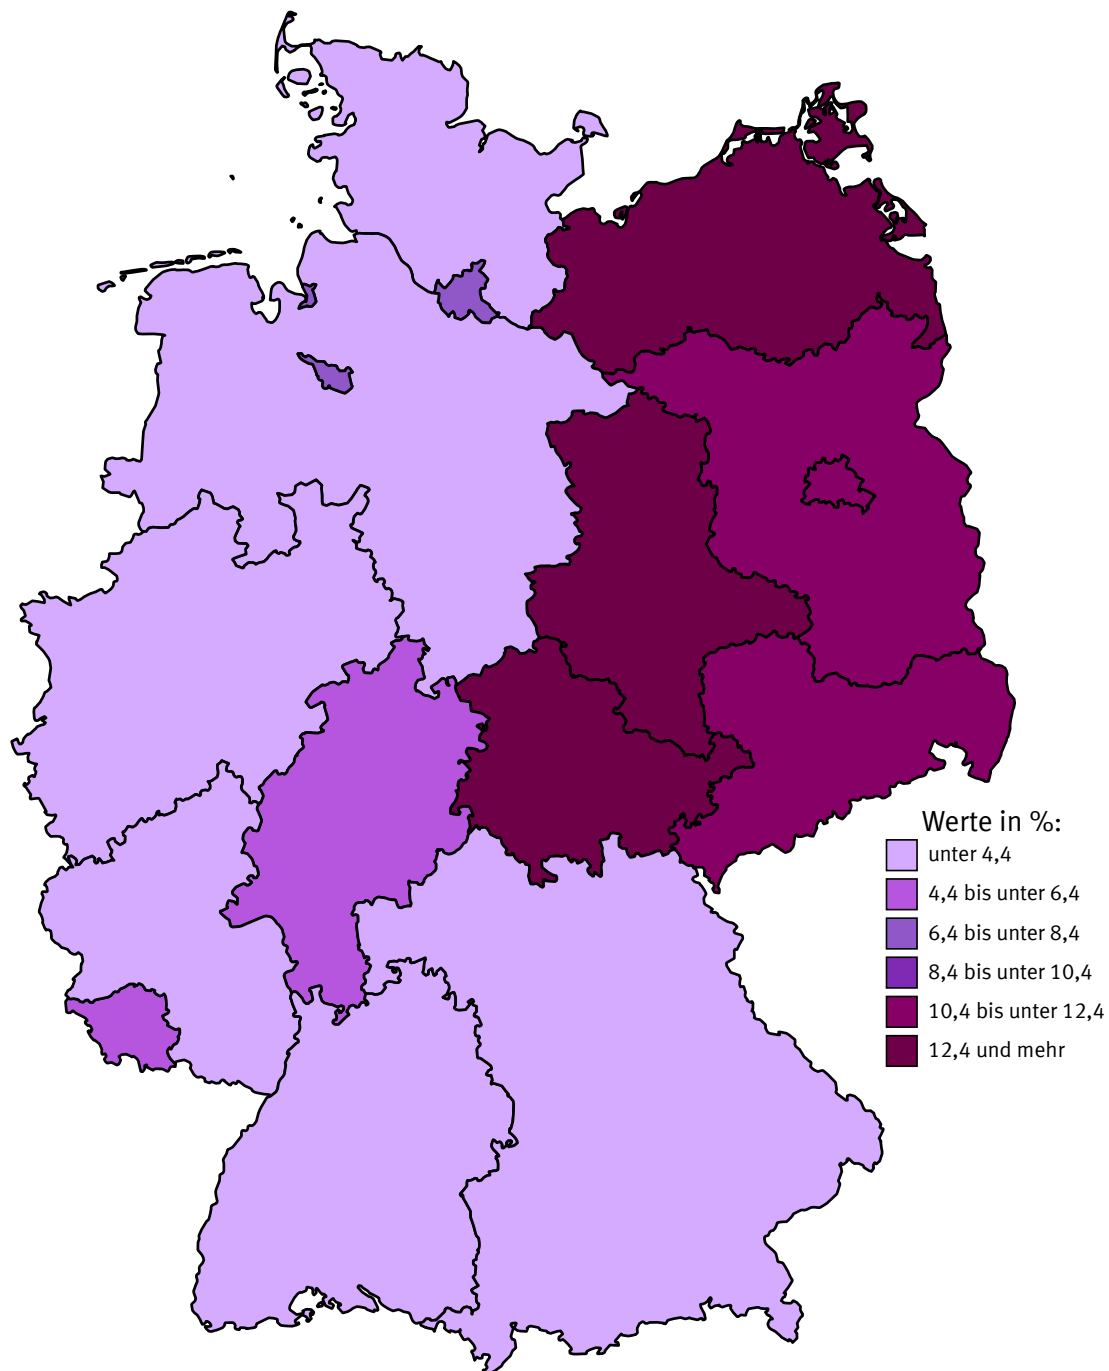 Werte in %:
unter 4,4
4,4 bis unter 6,4
6,4 bis unter 8,4
8,4 bis unter 10,4
10,4 bis unter 12,4
12,4 und mehr